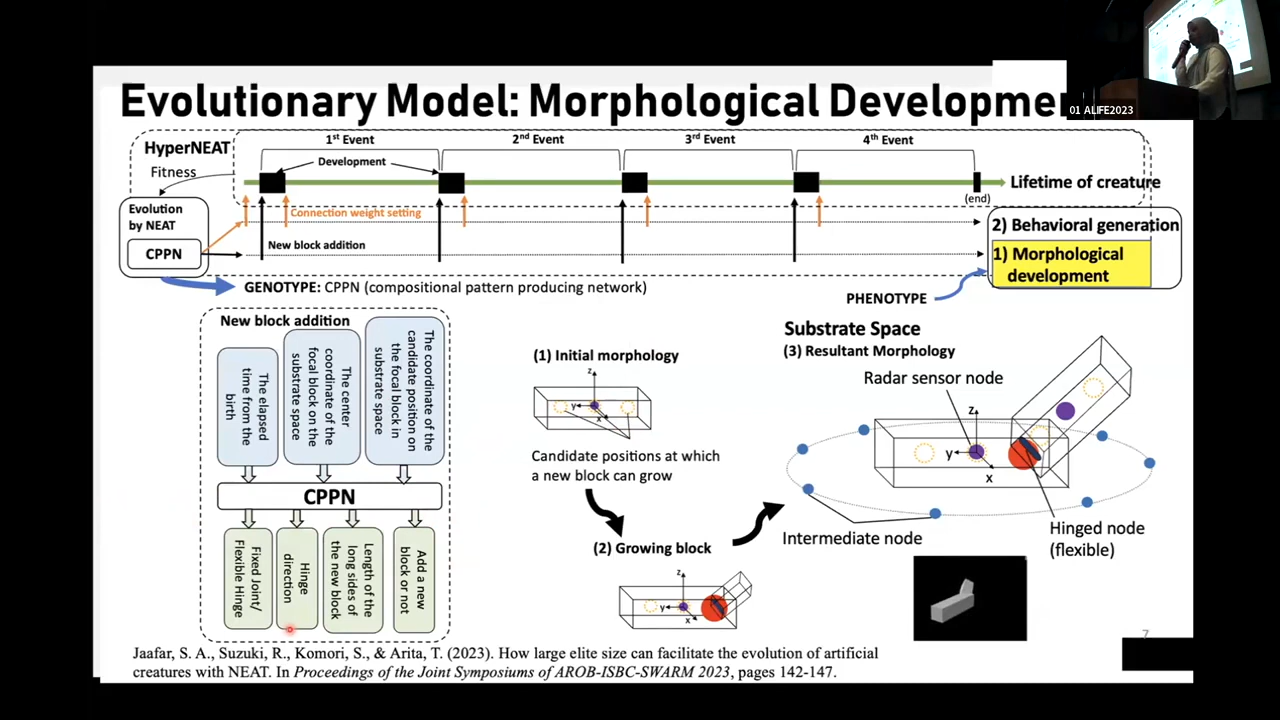 Evolutionary Model: Morphological Developme
01 ALIFE2023
HyperNEAT
1st Event
2nd Event
3rd Event
4th Event
Development
Fitness
Lifetime of creature
(end)
Evolution
by NEAT
CPPN
Connection weight setting
New block addition
2) Behavioral generation
1) Morphological
development
GENOTYPE: CPPN (compositional pattern producing network)
PHENOTYPE
New block addition
The elapsed
time from the
birth
The center
coordinate of the
focal block on the
substrate space
The coordinate of the
candidate position on
the focal block in
substrate space
CPPN
Fixed Joint/
Flexible Hinge
Hinge
direction
Length of the
long sides of
the new block
Add a new
block or not
(1) Initial morphology
z
y
x
Candidate positions at which
a new block can grow
(2) Growing block
z
y
x
Substrate Space
(3) Resultant Morphology
Radar sensor node
z
y
x
Intermediate node
Hinged node
(flexible)
7
Jaafar, S. A., Suzuki, R., Komori, S., & Arita, T. (2023). How large elite size can facilitate the evolution of artificial
creatures with NEAT. In Proceedings of the Joint Symposiums of AROB-ISBC-SWARM 2023, pages 142-147.